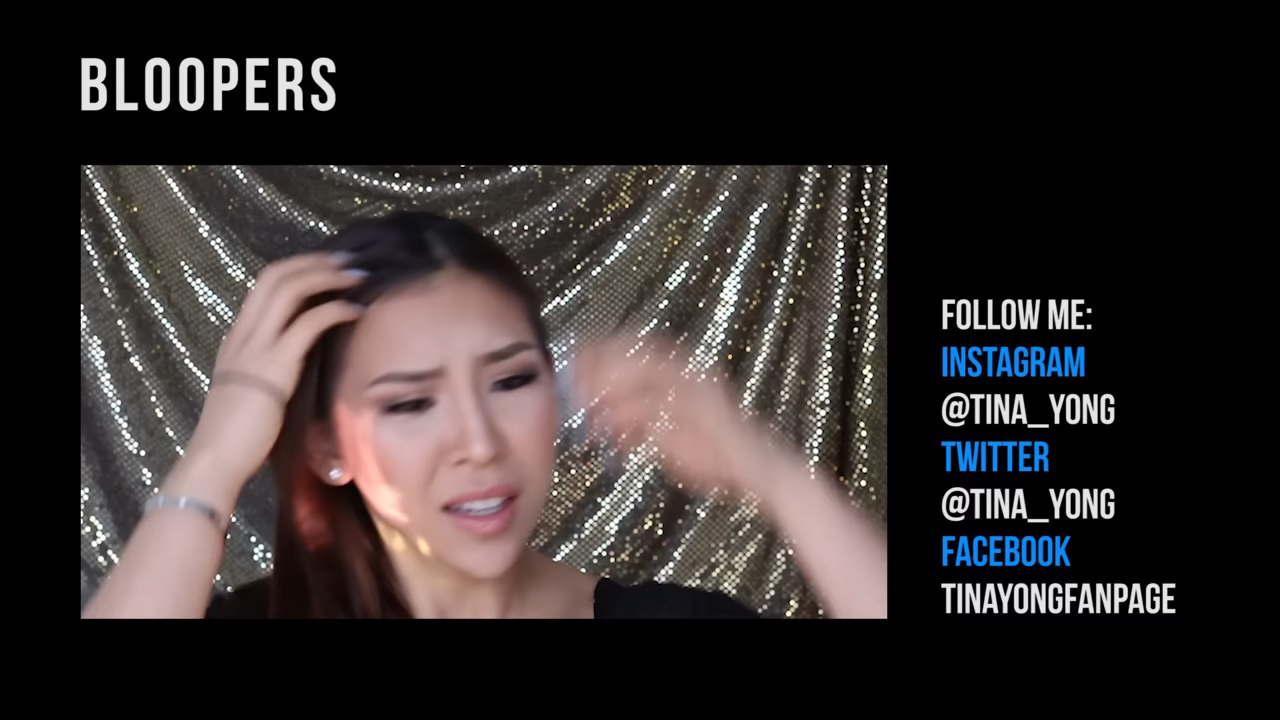 BLOOPERS
FOLLOW ME:
INSTAGRAM
@TINA_YONG
TWITTER
@TINA_YONG
FACEBOOK
TINAYONGFANPAGE